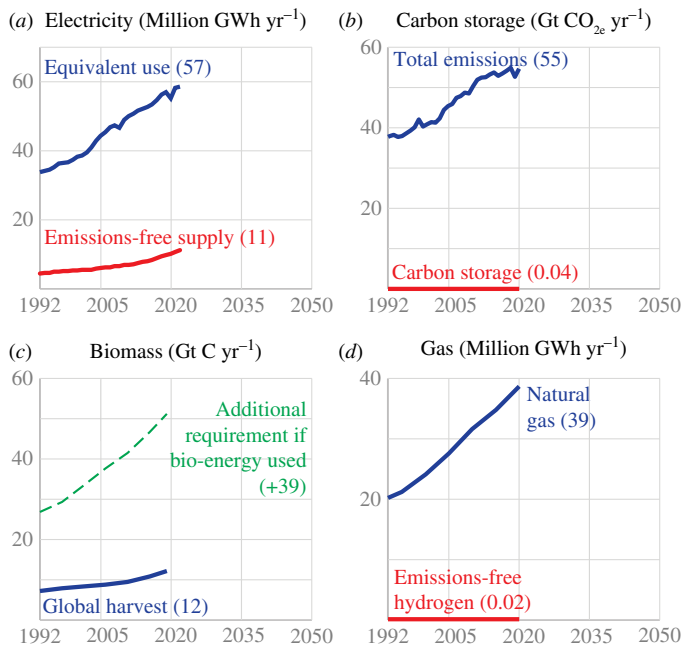 (a) Electricity (Million GWh yr⁻¹)
60
Equivalent use (57)
40
20
Emissions-free supply (11)
1992 2005 2020 2035 2050
(b) Carbon storage (Gt CO₂ₑ yr⁻¹)
60
Total emissions (55)
40
20
Carbon storage (0.04)
1992 2005 2020 2035 2050
(c) Biomass (Gt C yr⁻¹)
60
Additional
requirement if
bio-energy used
(+39)
40
20
Global harvest (12)
1992 2005 2020 2035 2050
(d) Gas (Million GWh yr⁻¹)
40
Natural
gas (39)
20
Emissions-free
hydrogen (0.02)
1992 2005 2020 2035 2050